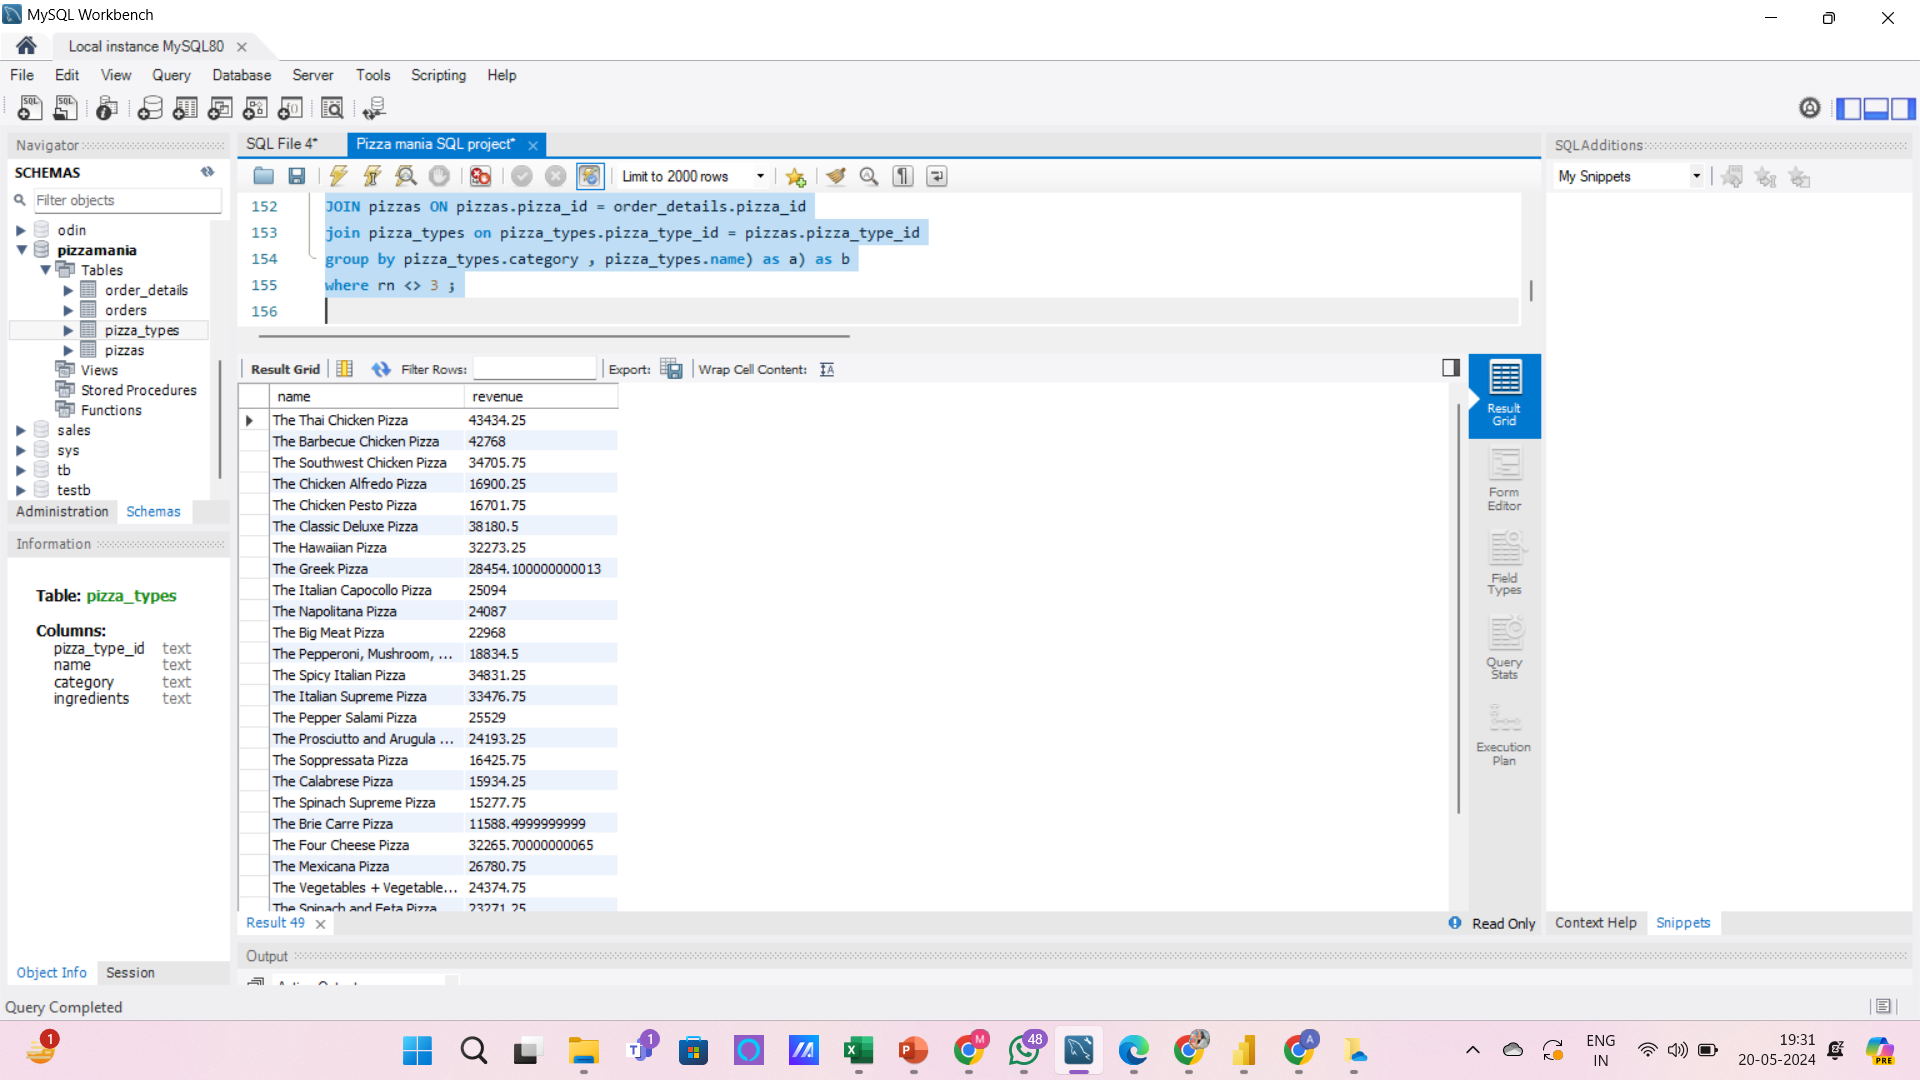 MySQL Workbench
Local instance MySQL80
File Edit View Query Database Server Tools Scripting Help
Navigator
SCHEMAS
Filter objects
odin
pizzamania
Tables
order_details
orders
pizza_types
pizzas
Views
Stored Procedures
Functions
sales
sys
tb
testb
Administration Schemas
Information
Table: pizza_types
Columns:
pizza_type_id text
name text
category text
ingredients text
Object Info Session
SQL File 4* Pizza mania SQL project*
Limit to 2000 rows
152 JOIN pizzas ON pizzas.pizza_id = order_details.pizza_id
153 join pizza_types on pizza_types.pizza_type_id = pizzas.pizza_type_id
154 group by pizza_types.category , pizza_types.name) as a) as b
155 where rn <> 3 ;
156
Result Grid Filter Rows: Export: Wrap Cell Content:
name revenue
The Thai Chicken Pizza 43434.25
The Barbecue Chicken Pizza 42768
The Southwest Chicken Pizza 34705.75
The Chicken Alfredo Pizza 16900.25
The Chicken Pesto Pizza 16701.75
The Classic Deluxe Pizza 38180.5
The Hawaiian Pizza 32273.25
The Greek Pizza 28454.100000000013
The Italian Capocollo Pizza 25094
The Napolitana Pizza 24087
The Big Meat Pizza 22968
The Pepperoni, Mushroom, ... 18834.5
The Spicy Italian Pizza 34831.25
The Italian Supreme Pizza 33476.75
The Pepper Salami Pizza 25529
The Prosciutto and Arugula ... 24193.25
The Soppressata Pizza 16425.75
The Calabrese Pizza 15934.25
The Spinach Supreme Pizza 15277.75
The Brie Carre Pizza 11588.4999999999
The Four Cheese Pizza 32265.70000000065
The Mexicana Pizza 26780.75
The Vegetables + Vegetable... 24374.75
The Spinach and Feta Pizza 23271.25
Result 49
Read Only
Result
Grid
Form
Editor
Field
Types
Query
Stats
Execution
Plan
SQLAdditions
My Snippets
Context Help Snippets
Output
Query Completed
1
1
M
48
A
ENG
IN
19:31
20-05-2024
PRE